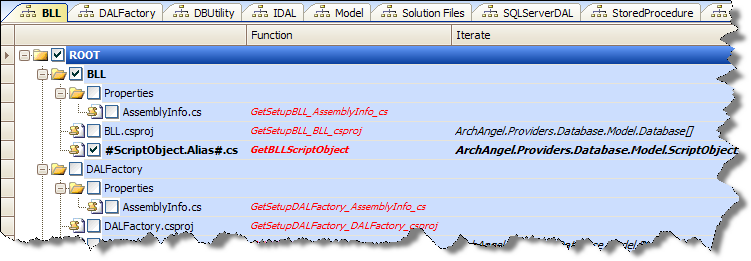 BLL DALFactory DBUtility IDAL Model Solution Files SQLServerDAL StoredProcedure
Function Iterate
ROOT
BLL
Properties
AssemblyInfo.cs GetSetupBLL_AssemblyInfo_cs
BLL.csproj GetSetupBLL_BLL_csproj ArchAngel.Providers.Database.Model.Database[]
#ScriptObject.Alias#.cs GetBLLScriptObject ArchAngel.Providers.Database.Model.ScriptObject
DALFactory
Properties
AssemblyInfo.cs GetSetupDALFactory_AssemblyInfo_cs
DALFactory.csproj GetSetupDALFactory_DALFactory_csproj